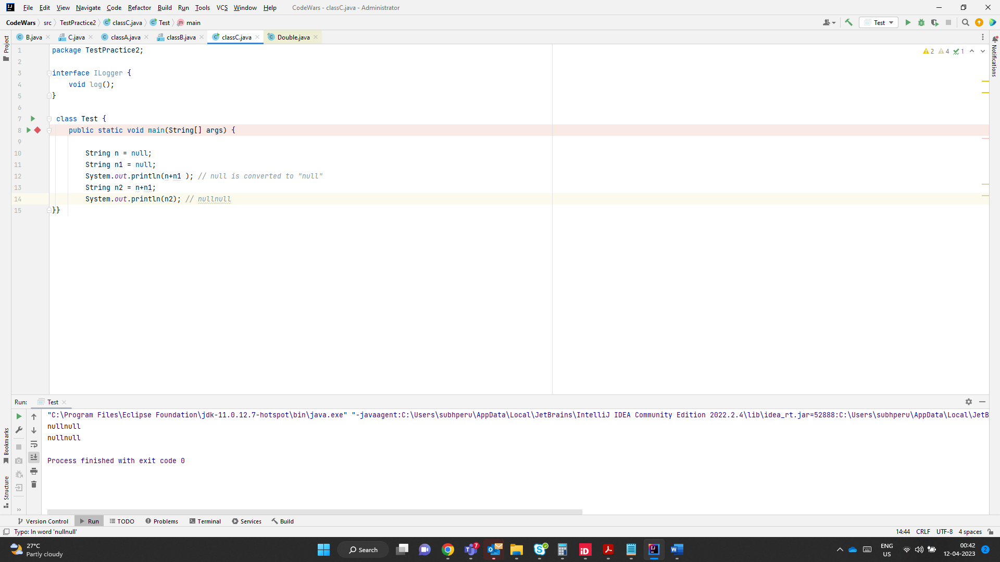 File Edit View Navigate Code Refactor Build Run Tools VCS Window Help CodeWars - classC.java - Administrator
CodeWars src TestPractice2 classC.java Test main Test
B.java C.java classA.java classB.java classC.java Double.java
Project
Notifications
2 4 1
1 package TestPractice2;
2
3 interface ILogger {
4 void log();
5 }
6
7 class Test {
8 public static void main(String[] args) {
9
10 String n = null;
11 String n1 = null;
12 System.out.println(n+n1 ); // null is converted to "null"
13 String n2 = n+n1;
14 System.out.println(n2); // nullnull
15 }}
Run: Test
"C:\Program Files\Eclipse Foundation\jdk-11.0.12.7-hotspot\bin\java.exe" "-javaagent:C:\Users\subhperu\AppData\Local\JetBrains\IntelliJ IDEA Community Edition 2022.2.4\lib\idea_rt.jar=52888:C:\Users\subhperu\AppData\Local\JetB
nullnull
nullnull
Process finished with exit code 0
Bookmarks
Structure
Version Control Run TODO Problems Terminal Services Build
Typo: In word 'nullnull' 14:44 CRLF UTF-8 4 spaces
27°C
Partly cloudy
Search
7
iD
ENG
US
00:42
12-04-2023
2